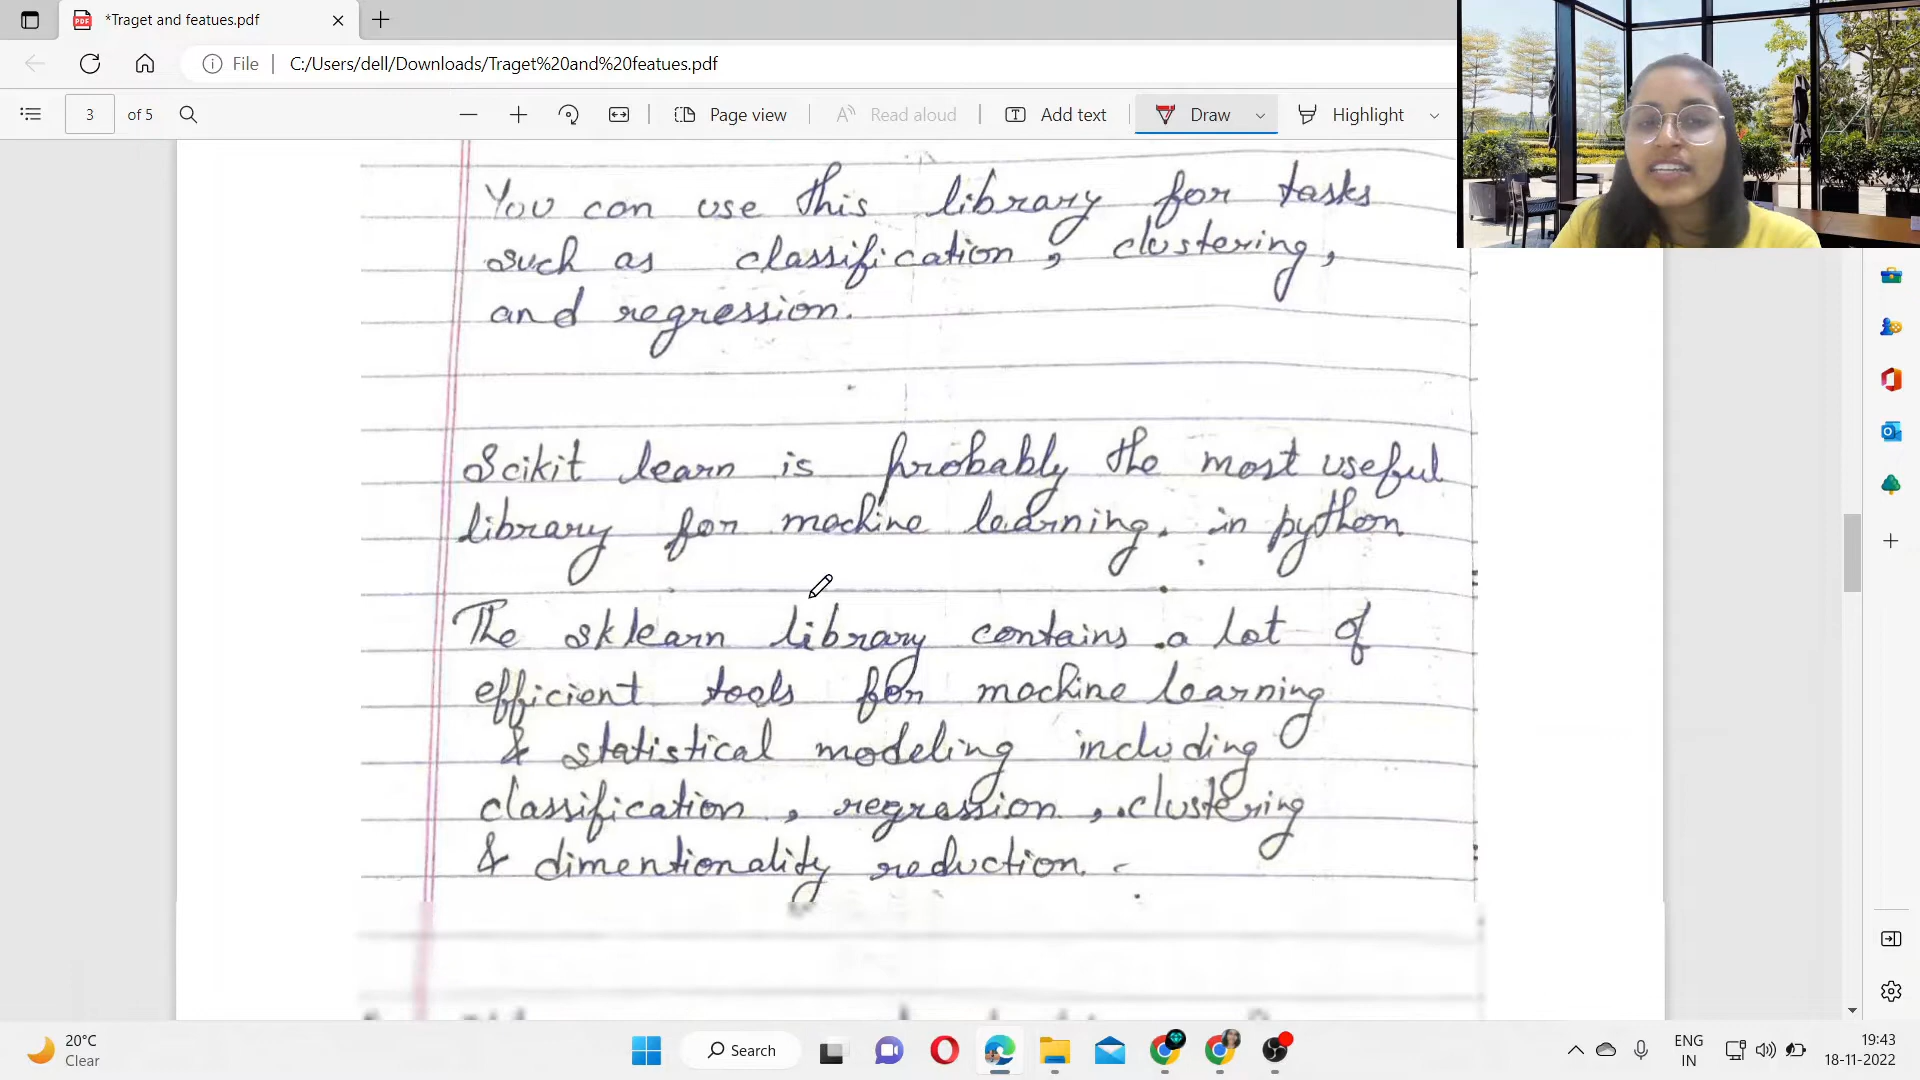 *Traget and featues.pdf
File
C:/Users/dell/Downloads/Traget%20and%20featues.pdf
3 of 5
Page view
Read aloud
Add text
Draw
Highlight
You can use this library for tasks
such as classification, clustering,
and regression.
Scikit learn is probably the most useful
library for machine learning. in python
The sklearn library contains a lot of
efficient tools for machine learning
& statistical modeling including
classification, regression, clustering
& dimentionality reduction.
20°C
Clear
Search
ENG
IN
19:43
18-11-2022